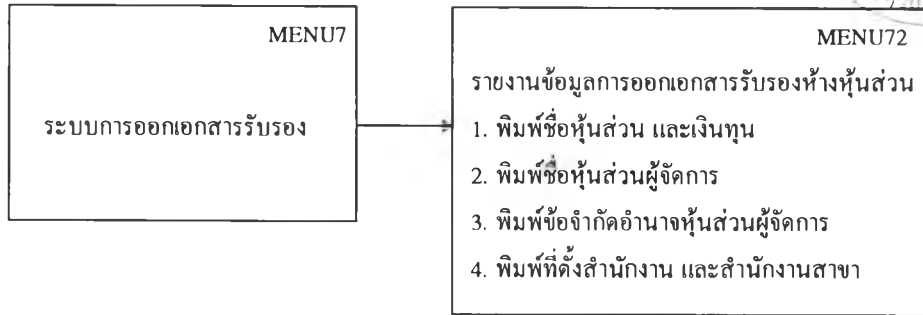 MENU7
ระบบการออกเอกสารรับรอง
MENU72
รายงานข้อมูลการออกเอกสารรับรองห้างหุ้นส่วน
1. พิมพ์ชื่อหุ้นส่วน และเงินทุน
2. พิมพ์ชื่อหุ้นส่วนผู้จัดการ
3. พิมพ์ข้อจำกัดอำนาจหุ้นส่วนผู้จัดการ
4. พิมพ์ที่ตั้งสำนักงาน และสำนักงานสาขา